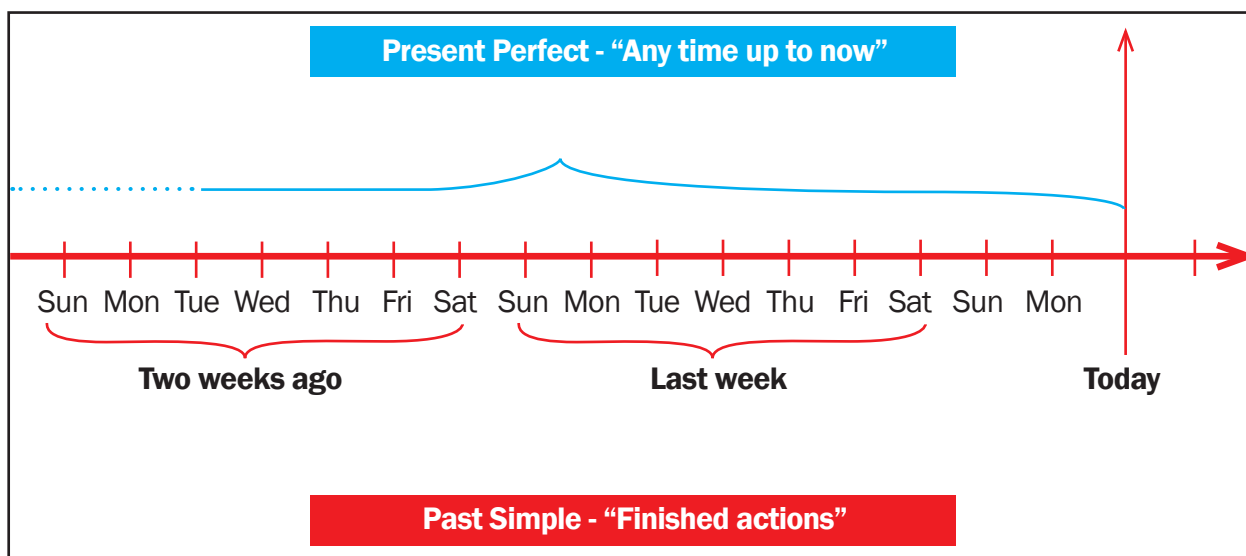 Present Perfect - “Any time up to now”
Sun Mon Tue Wed Thu Fri Sat Sun Mon Tue Wed Thu Fri Sat Sun Mon
Two weeks ago Last week Today
Past Simple - “Finished actions”